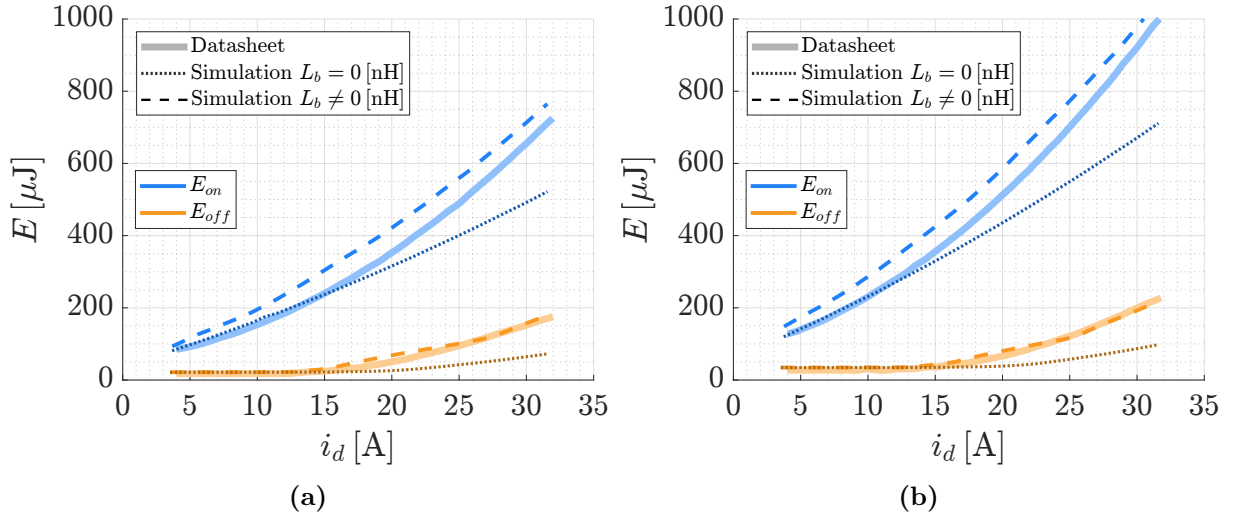 1000
800
600
400
200
0
E [μJ]
Datasheet
Simulation L_b = 0 [nH]
Simulation L_b ≠ 0 [nH]
E_on
E_off
0 5 10 15 20 25 30 35
i_d [A]
(a)
1000
800
600
400
200
0
E [μJ]
Datasheet
Simulation L_b = 0 [nH]
Simulation L_b ≠ 0 [nH]
E_on
E_off
0 5 10 15 20 25 30 35
i_d [A]
(b)